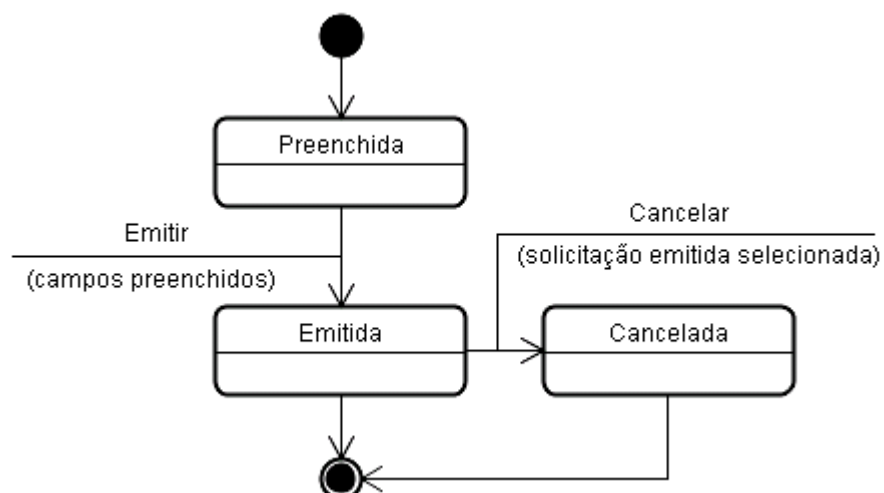 Preenchida
Emitir
(campos preenchidos)
Cancelar
(solicitação emitida selecionada)
Emitida
Cancelada